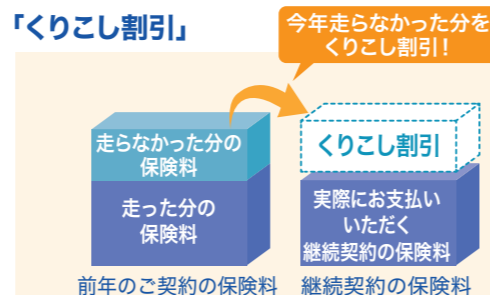 「くりこし割引」
今年走らなかった分を
くりこし割引！
走らなかった分の
保険料
走った分の
保険料
くりこし割引
実際にお支払い
いただく
継続契約の保険料
前年のご契約の保険料
継続契約の保険料